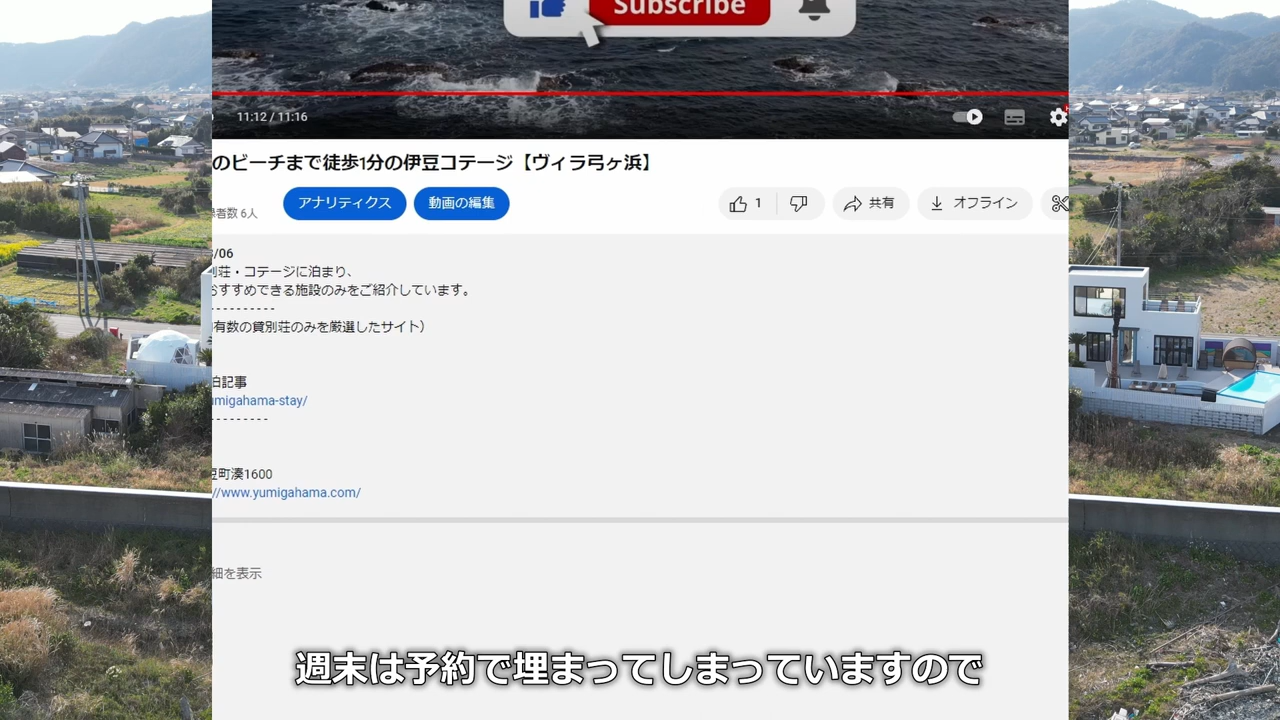 Subscribe
11:12 / 11:16
のビーチまで徒歩1分の伊豆コテージ【ヴィラ弓ヶ浜】
者数 6人
アナリティクス
動画の編集
1
共有
オフライン
/06
荘・コテージに泊まり、
おすすめできる施設のみをご紹介しています。
----------
有数の貸別荘のみを厳選したサイト）
泊記事
umigahama-stay/
---------
豆町湊1600
//www.yumigahama.com/
細を表示
週末は予約で埋まってしまっていますので